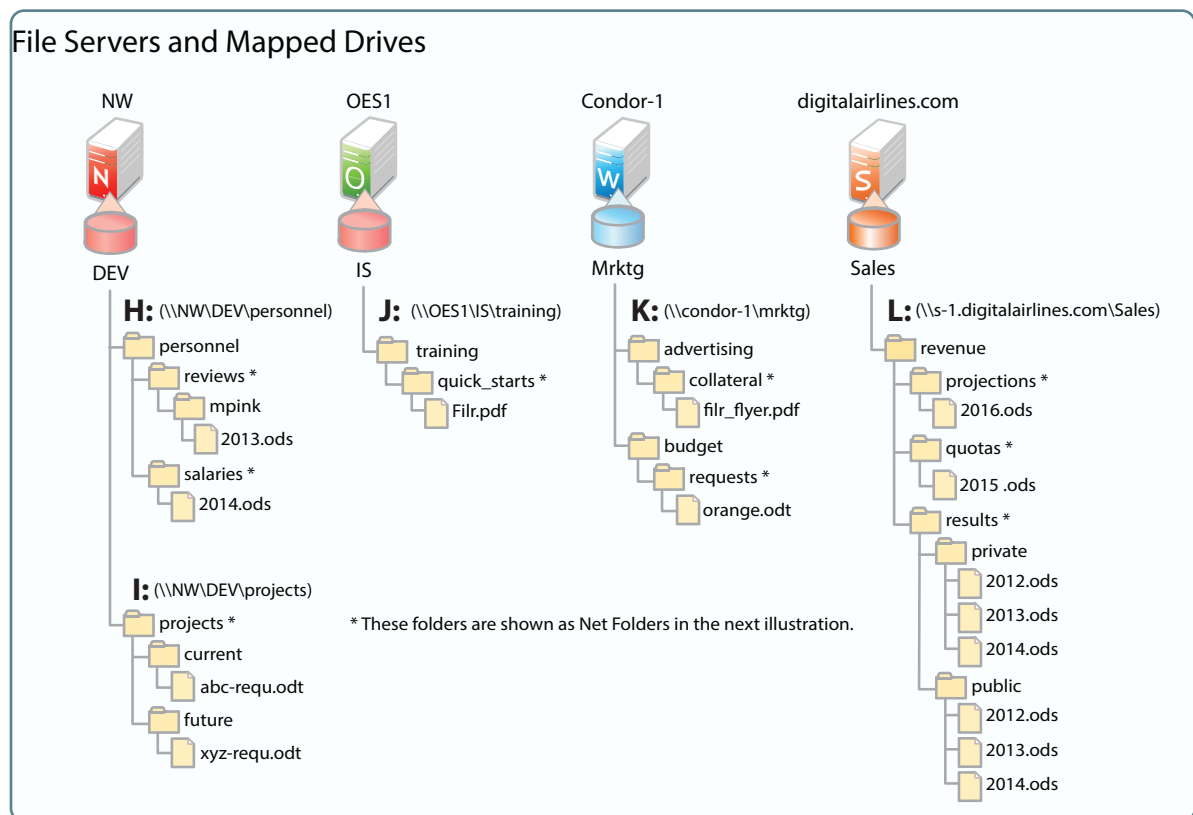 File Servers and Mapped Drives
NW
N
DEV
H: (\\NW\DEV\personnel)
personnel
reviews *
mpink
2013.ods
salaries *
2014.ods
I: (\\NW\DEV\projects)
projects *
current
abc-requ.odt
future
xyz-requ.odt
OES1
O
IS
J: (\\OES1\IS\training)
training
quick_starts *
Filr.pdf
Condor-1
W
Mrktg
K: (\\condor-1\mrktg)
advertising
collateral *
filr_flyer.pdf
budget
requests *
orange.odt
digitalairlines.com
S
Sales
L: (\\s-1.digitalairlines.com\Sales)
revenue
projections *
2016.ods
quotas *
2015 .ods
results *
private
2012.ods
2013.ods
2014.ods
public
2012.ods
2013.ods
2014.ods
* These folders are shown as Net Folders in the next illustration.